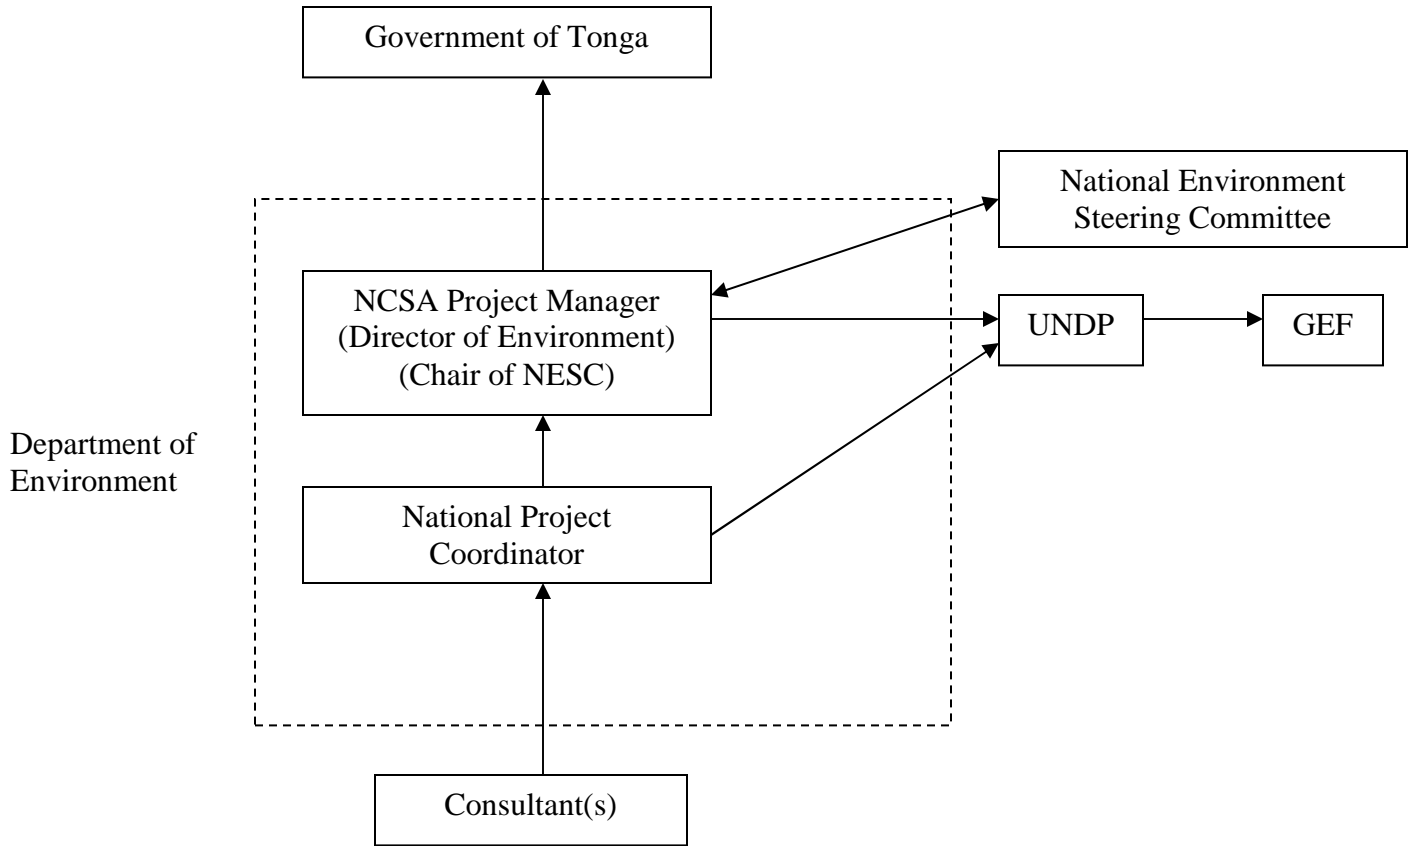 Government of Tonga
National Environment
Steering Committee
NCSA Project Manager
(Director of Environment)
(Chair of NESC)
UNDP
GEF
Department of
Environment
National Project
Coordinator
Consultant(s)